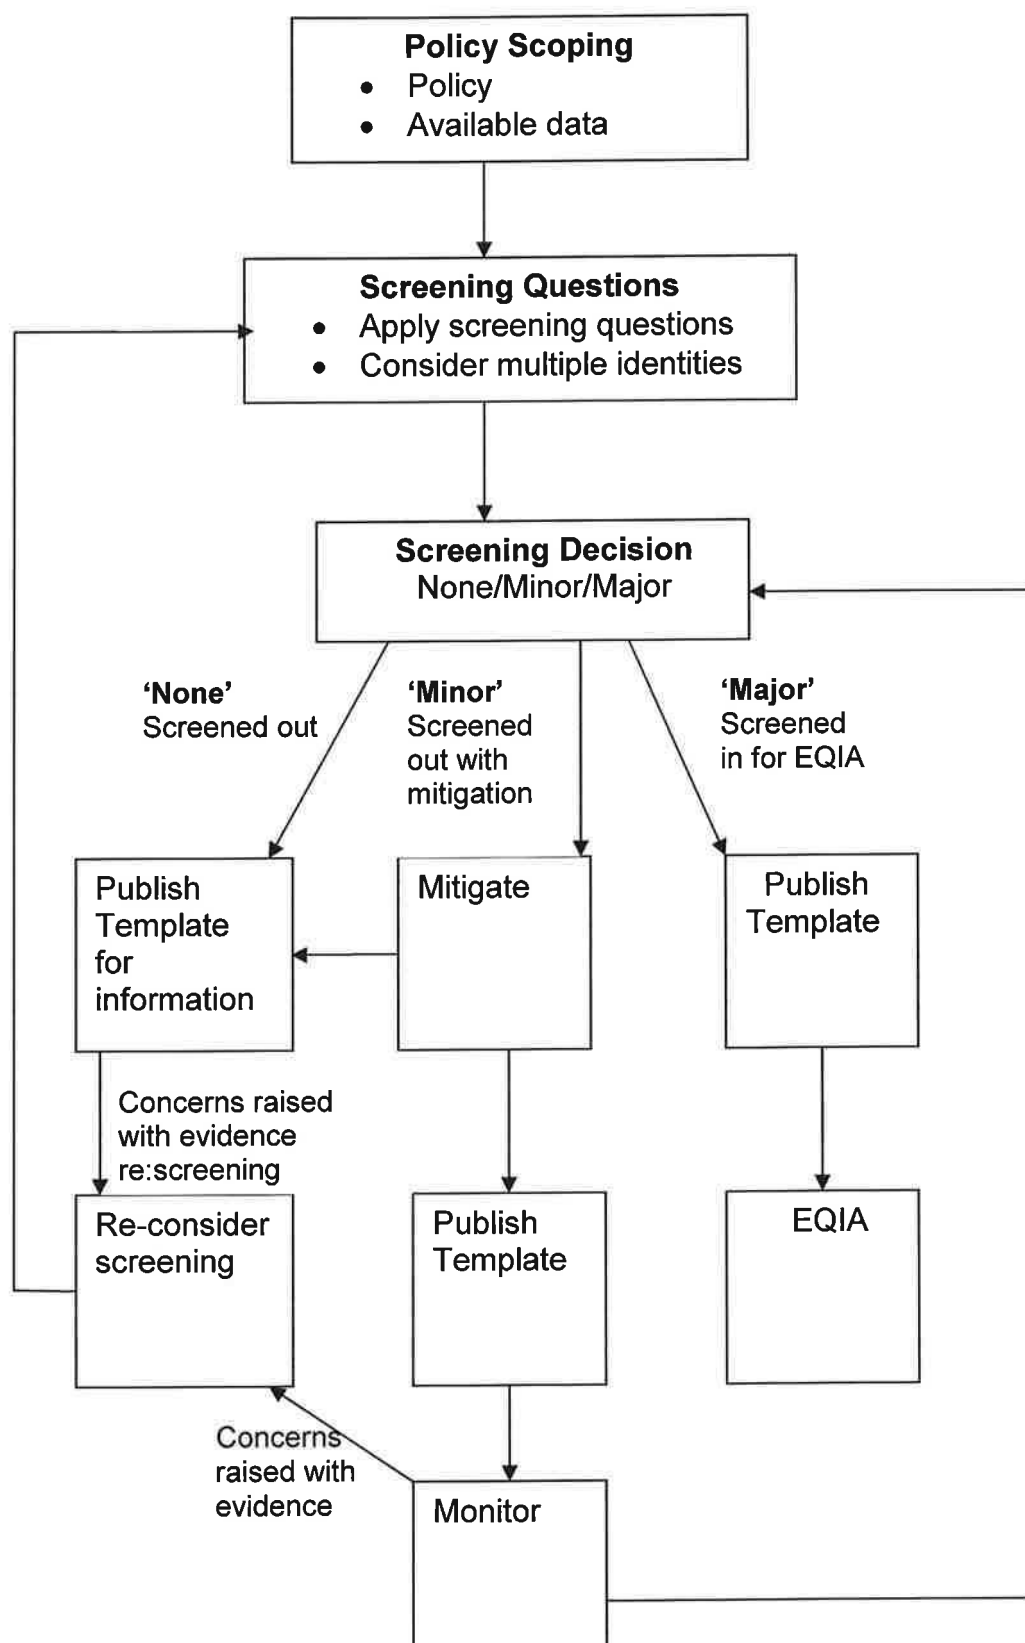 Policy Scoping
• Policy
• Available data
Screening Questions
• Apply screening questions
• Consider multiple identities
Screening Decision
None/Minor/Major
‘None’
Screened out
‘Minor’
Screened
out with
mitigation
‘Major’
Screened
in for EQIA
Publish
Template
for
information
Mitigate
Publish
Template
Concerns raised
with evidence
re:screening
Re-consider
screening
Publish
Template
EQIA
Concerns
raised with
evidence
Monitor